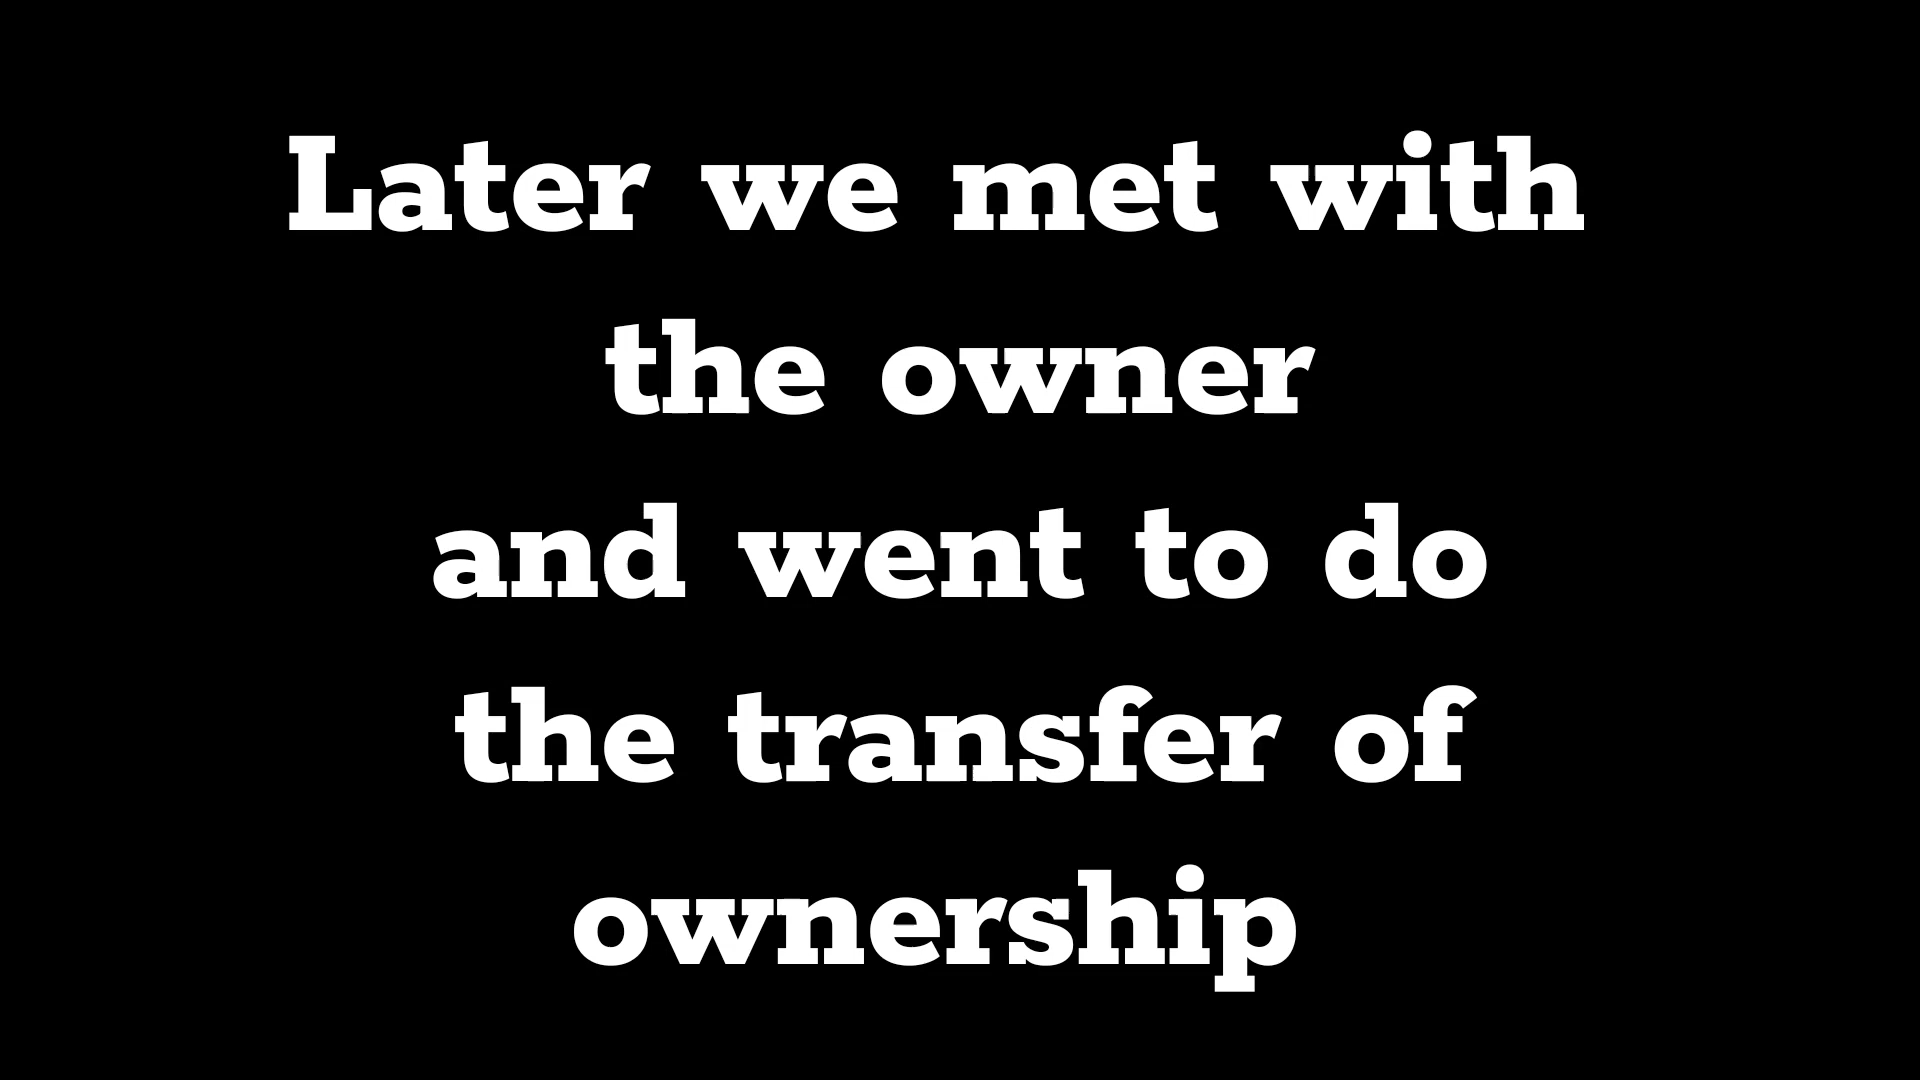 Later we met with
the owner
and went to do
the transfer of
ownership